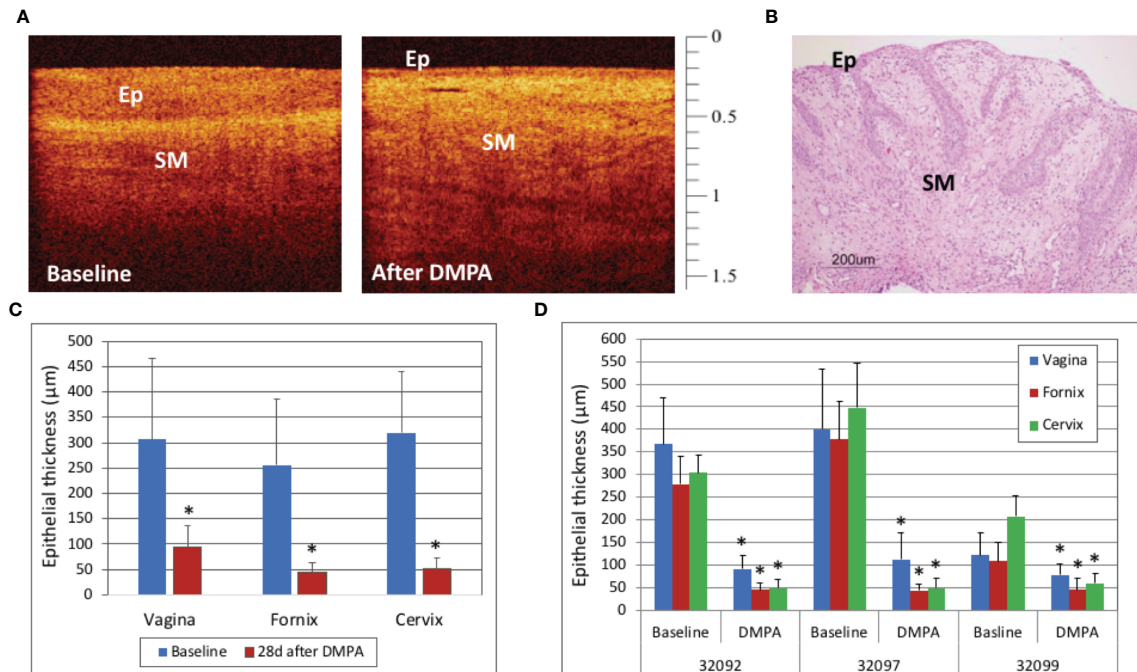 A
Ep
SM
Baseline
Ep
SM
After DMPA
0
0.5
1
1.5
B
Ep
SM
200um
C
Epithelial thickness (µm)
500
450
400
350
300
250
200
150
100
50
0
*
*
*
Vagina Fornix Cervix
Baseline 28d after DMPA
D
Epithelial thickness (µm)
600
550
500
450
400
350
300
250
200
150
100
50
0
Vagina
Fornix
Cervix
* * *
* * *
* * *
Baseline DMPA Baseline DMPA Basline DMPA
32092 32097 32099